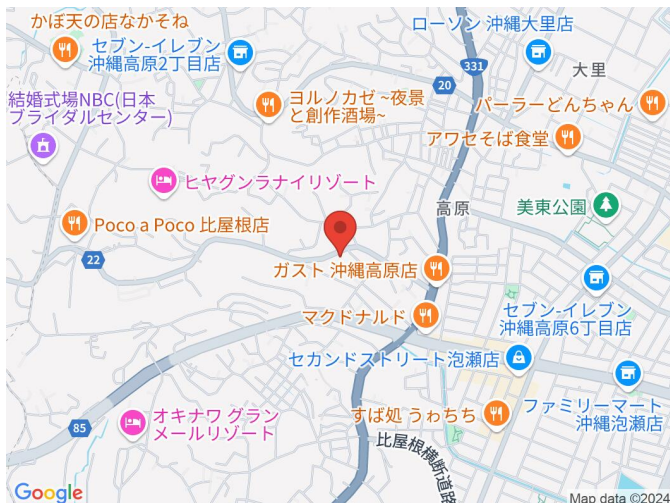 かぼ天の店なかそね
セブン-イレブン
沖縄高原2丁目店
ローソン 沖縄大里店
331
大里
20
結婚式場NBC(日本
ブライダルセンター)
ヨルノカゼ ~夜景
と創作酒場~
パーラーどんちゃん
アワセそば食堂
ヒヤグンラナイリゾート
高原
美東公園
Poco a Poco 比屋根店
22
ガスト 沖縄高原店
マクドナルド
セブン-イレブン
沖縄高原6丁目店
セカンドストリート泡瀬店
85
オキナワ グラン
メールリゾート
すば処 うゎちち
ファミリーマート
沖縄泡瀬店
比屋根横断道路
Google
Map data ©2024